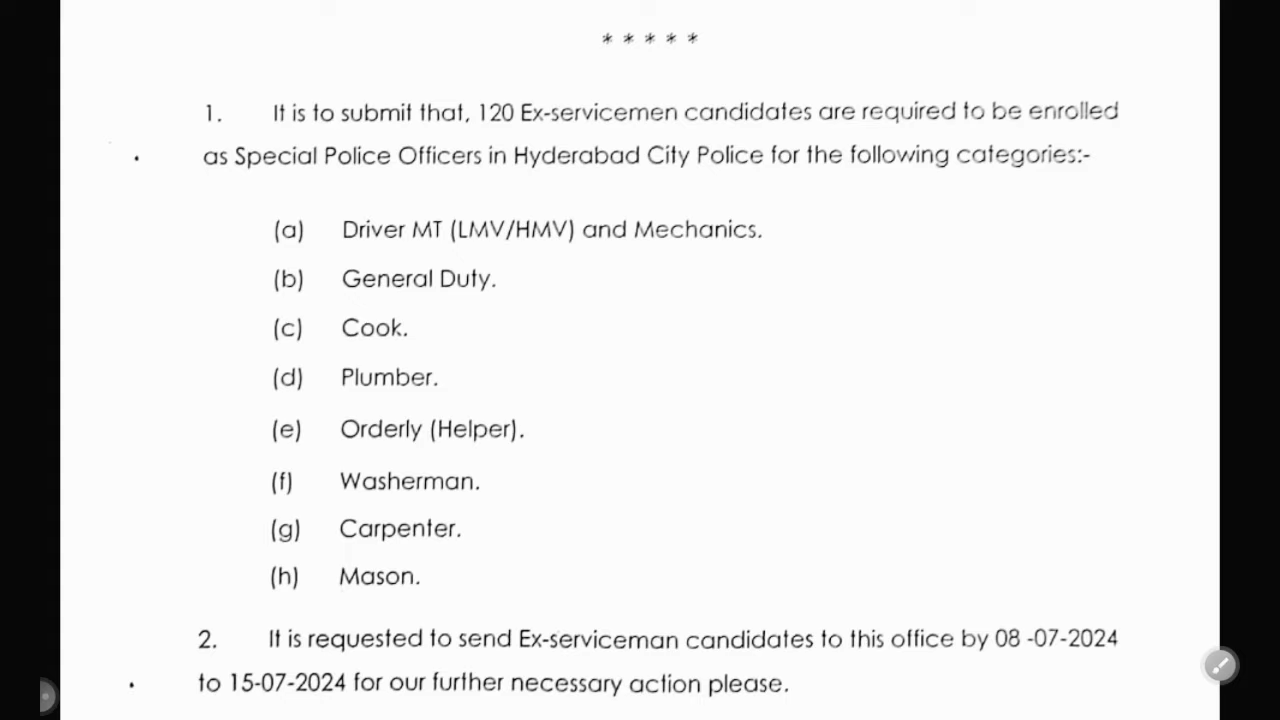 * * * * *
1. It is to submit that, 120 Ex-servicemen candidates are required to be enrolled
as Special Police Officers in Hyderabad City Police for the following categories:-
(a) Driver MT (LMV/HMV) and Mechanics.
(b) General Duty.
(c) Cook.
(d) Plumber.
(e) Orderly (Helper).
(f) Washerman.
(g) Carpenter.
(h) Mason.
2. It is requested to send Ex-serviceman candidates to this office by 08 -07-2024
to 15-07-2024 for our further necessary action please.